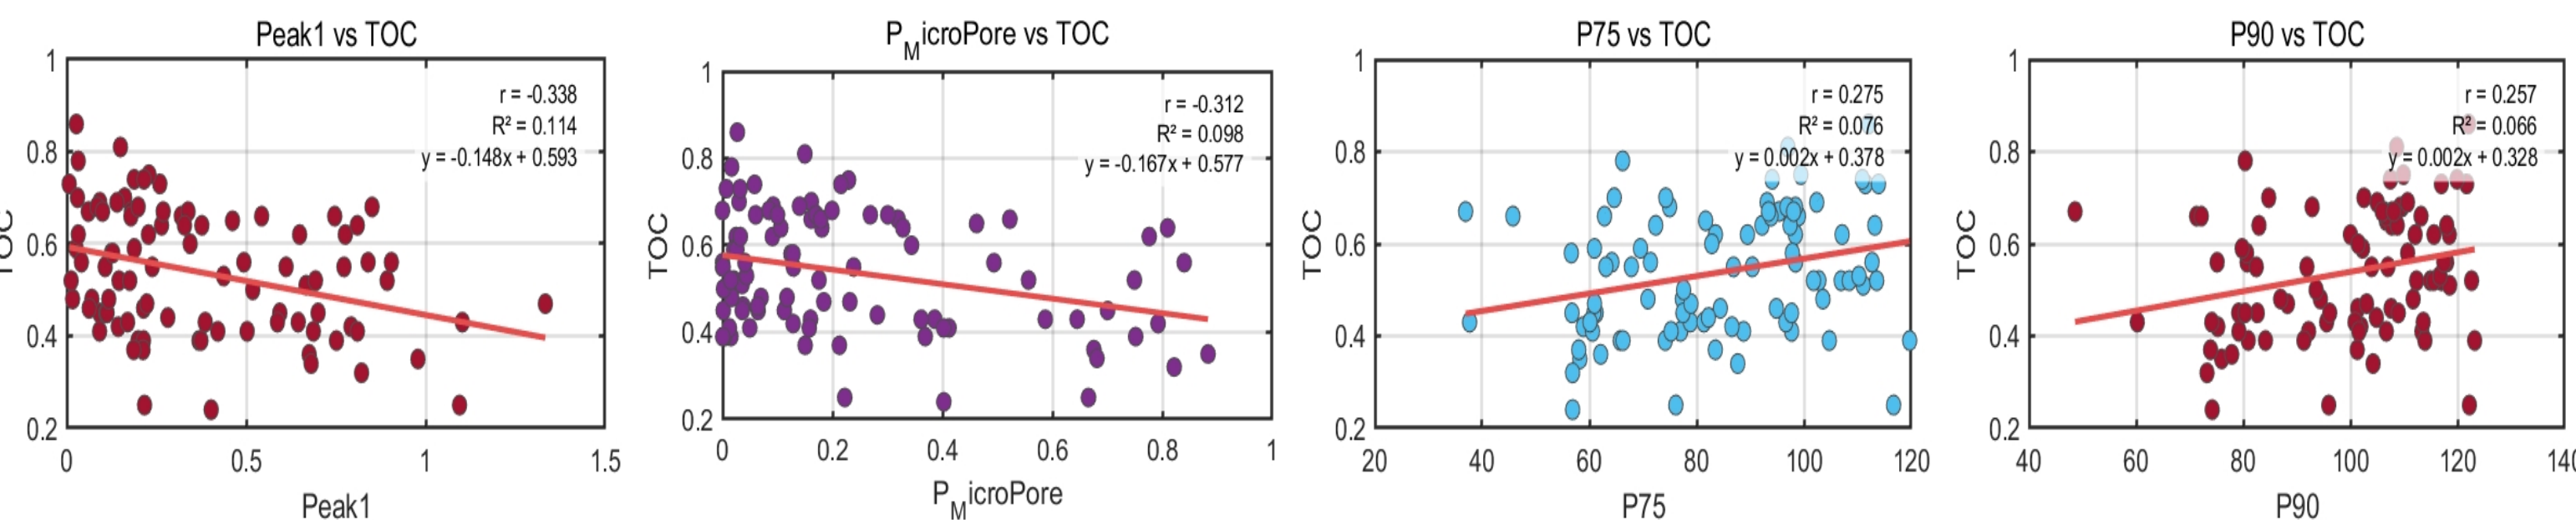 Peak1 vs TOC
r = -0.338
R² = 0.114
y = -0.148x + 0.593
1
0.8
0.6
0.4
0.2
TOC
0
0.5
1
1.5
Peak1
PMicroPore vs TOC
r = -0.312
R² = 0.098
y = -0.167x + 0.577
1
0.8
0.6
0.4
0.2
TOC
0
0.2
0.4
0.6
0.8
1
PMicroPore
P75 vs TOC
r = 0.275
R² = 0.076
y = 0.002x + 0.378
1
0.8
0.6
0.4
0.2
TOC
20
40
60
80
100
120
P75
P90 vs TOC
r = 0.257
R² = 0.066
y = 0.002x + 0.328
1
0.8
0.6
0.4
0.2
TOC
40
60
80
100
120
140
P90